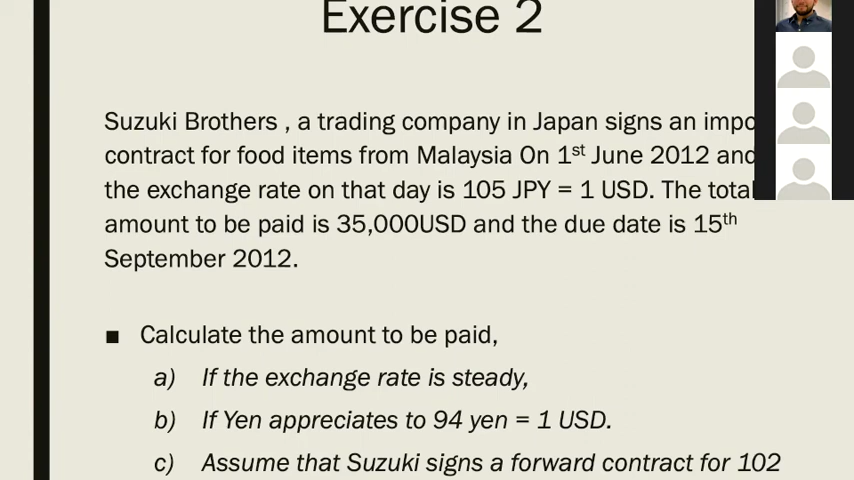 Exercise 2
Suzuki Brothers , a trading company in Japan signs an impo
contract for food items from Malaysia On 1st June 2012 and
the exchange rate on that day is 105 JPY = 1 USD. The total
amount to be paid is 35,000USD and the due date is 15th
September 2012.
■ Calculate the amount to be paid,
a) If the exchange rate is steady,
b) If Yen appreciates to 94 yen = 1 USD.
c) Assume that Suzuki signs a forward contract for 102